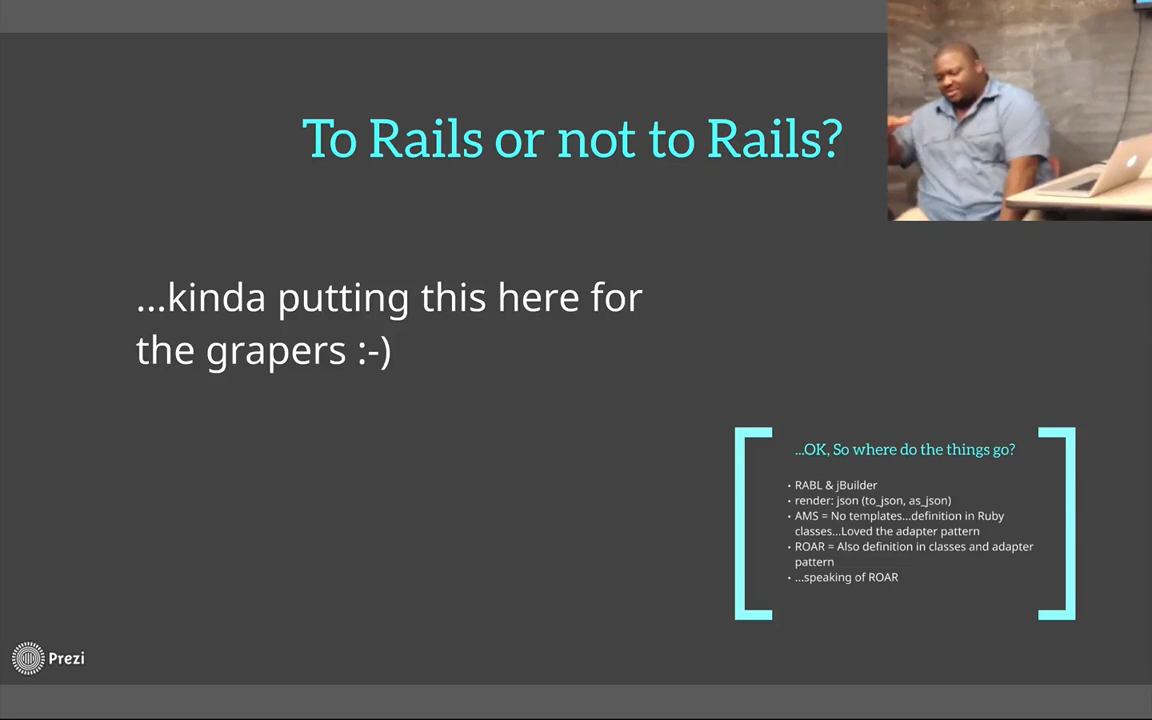 To Rails or not to Rails?
...kinda putting this here for
the grapers :-)
...OK, So where do the things go?
• RABL & jBuilder
• render: json (to_json, as_json)
• AMS = No templates...definition in Ruby
classes...Loved the adapter pattern
• ROAR = Also definition in classes and adapter
pattern
• ...speaking of ROAR
Prezi